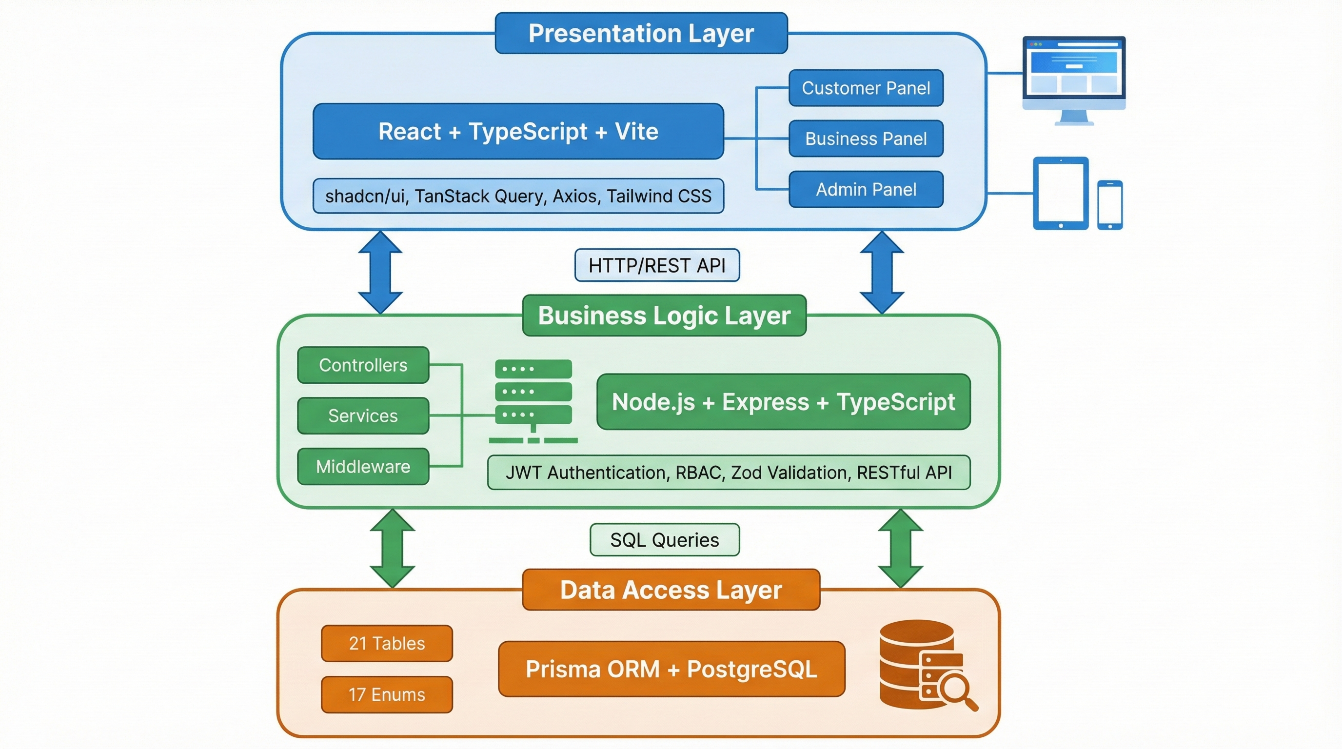 Presentation Layer
React + TypeScript + Vite
shadcn/ui, TanStack Query, Axios, Tailwind CSS
Customer Panel
Business Panel
Admin Panel
HTTP/REST API
Business Logic Layer
Controllers
Services
Middleware
Node.js + Express + TypeScript
JWT Authentication, RBAC, Zod Validation, RESTful API
SQL Queries
Data Access Layer
21 Tables
17 Enums
Prisma ORM + PostgreSQL